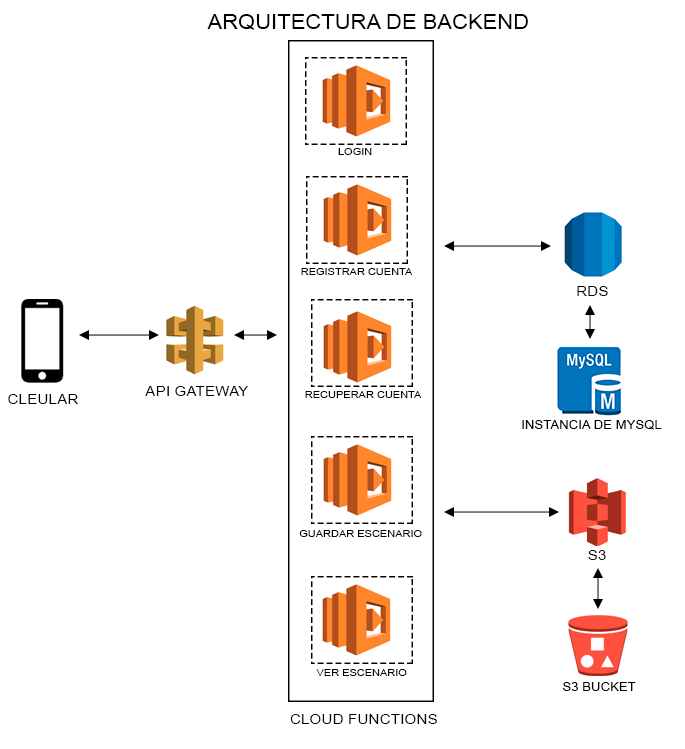 ARQUITECTURA DE BACKEND
LOGIN
REGISTRAR CUENTA
RECUPERAR CUENTA
GUARDAR ESCENARIO
VER ESCENARIO
CLOUD FUNCTIONS
CLEULAR
API GATEWAY
RDS
MySQL
M
INSTANCIA DE MYSQL
S3
S3 BUCKET